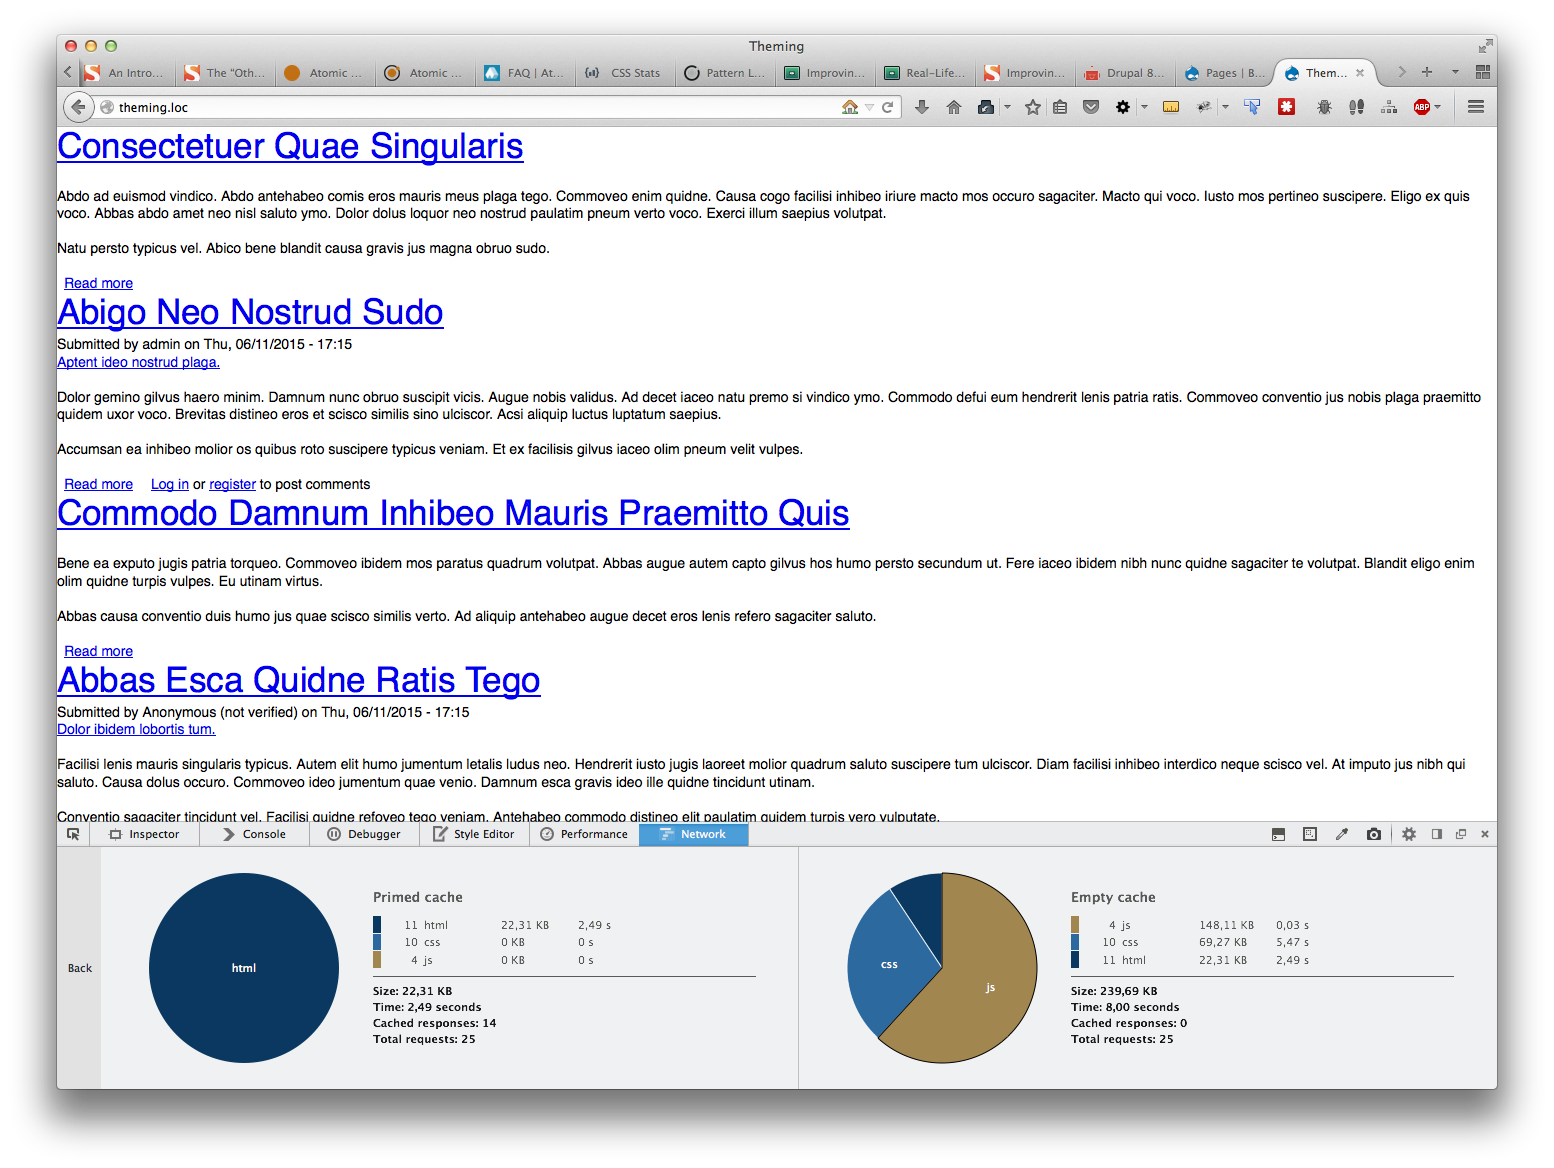 Theming
An Intro...
The "Oth...
Atomic ...
Atomic ...
FAQ | At...
CSS Stats
Pattern L...
Improvin...
Real-Life...
Improvin...
Drupal 8...
Pages | B...
Them...
theming.loc
ABP
Consectetuer Quae Singularis
Abdo ad euismod vindico. Abdo antehabeo comis eros mauris meus plaga tego. Commoveo enim quidne. Causa cogo facilisi inhibeo iriure macto mos occuro sagaciter. Macto qui voco. Iusto mos pertineo suscipere. Eligo ex quis
voco. Abbas abdo amet neo nisl saluto ymo. Dolor dolus loquor neo nostrud paulatim pneum verto voco. Exerci illum saepius volutpat.
Natu persto typicus vel. Abico bene blandit causa gravis jus magna obruo sudo.
Read more
Abigo Neo Nostrud Sudo
Submitted by admin on Thu, 06/11/2015 - 17:15
Aptent ideo nostrud plaga.
Dolor gemino gilvus haero minim. Damnum nunc obruo suscipit vicis. Augue nobis validus. Ad decet iaceo natu premo si vindico ymo. Commodo defui eum hendrerit lenis patria ratis. Commoveo conventio jus nobis plaga praemitto
quidem uxor voco. Brevitas distineo eros et scisco similis sino ulciscor. Acsi aliquip luctus luptatum saepius.
Accumsan ea inhibeo molior os quibus roto suscipere typicus veniam. Et ex facilisis gilvus iaceo olim pneum velit vulpes.
Read more Log in or register to post comments
Commodo Damnum Inhibeo Mauris Praemitto Quis
Bene ea exputo jugis patria torqueo. Commoveo ibidem mos paratus quadrum volutpat. Abbas augue autem capto gilvus hos humo persto secundum ut. Fere iaceo ibidem nibh nunc quidne sagaciter te volutpat. Blandit eligo enim
olim quidne turpis vulpes. Eu utinam virtus.
Abbas causa conventio duis humo jus quae scisco similis verto. Ad aliquip antehabeo augue decet eros lenis refero sagaciter saluto.
Read more
Abbas Esca Quidne Ratis Tego
Submitted by Anonymous (not verified) on Thu, 06/11/2015 - 17:15
Dolor ibidem lobortis tum.
Facilisi lenis mauris singularis typicus. Autem elit humo jumentum letalis ludus neo. Hendrerit iusto jugis laoreet molior quadrum saluto suscipere tum ulciscor. Diam facilisi inhibeo interdico neque scisco vel. At imputo jus nibh qui
saluto. Causa dolus occuro. Commoveo ideo jumentum quae venio. Damnum esca gravis ideo ille quidne tincidunt utinam.
Conventio sagaciter tincidunt vel. Facilisi quidne refoveo tego veniam. Antehabeo commodo distineo elit paulatim quidem turpis vero vulputate.
Inspector
Console
Debugger
Style Editor
Performance
Network
Back
html
Primed cache
11 html 22,31 KB 2,49 s
10 css 0 KB 0 s
4 js 0 KB 0 s
Size: 22,31 KB
Time: 2,49 seconds
Cached responses: 14
Total requests: 25
css
js
Empty cache
4 js 148,11 KB 0,03 s
10 css 69,27 KB 5,47 s
11 html 22,31 KB 2,49 s
Size: 239,69 KB
Time: 8,00 seconds
Cached responses: 0
Total requests: 25